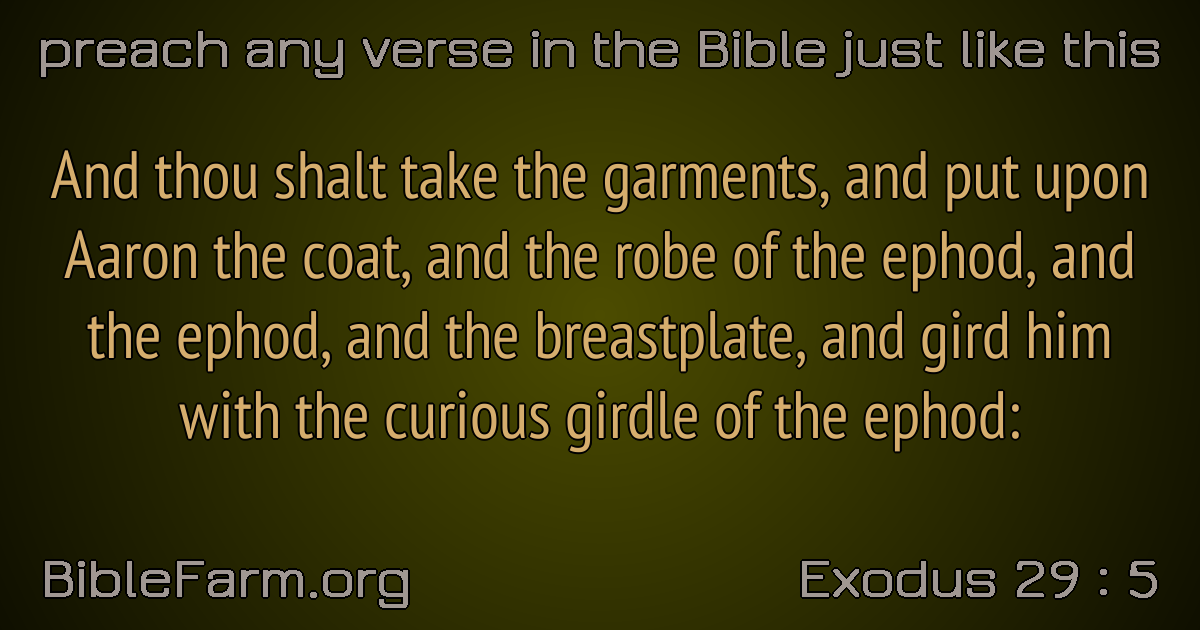 preach any verse in the Bible just like this
And thou shalt take the garments, and put upon
Aaron the coat, and the robe of the ephod, and
the ephod, and the breastplate, and gird him
with the curious girdle of the ephod:
BibleFarm.org
Exodus 29 : 5